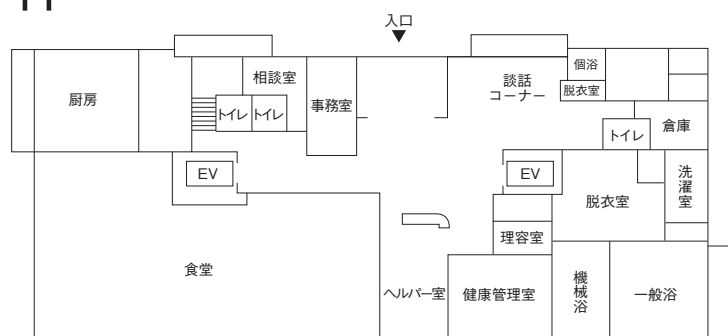 入口
相談室
個浴
談話
コーナー
厨房
脱衣室
事務室
トイレ
トイレ
倉庫
トイレ
EV
EV
洗濯室
脱衣室
理容室
食堂
ヘルパー室
健康管理室
機械浴
一般浴